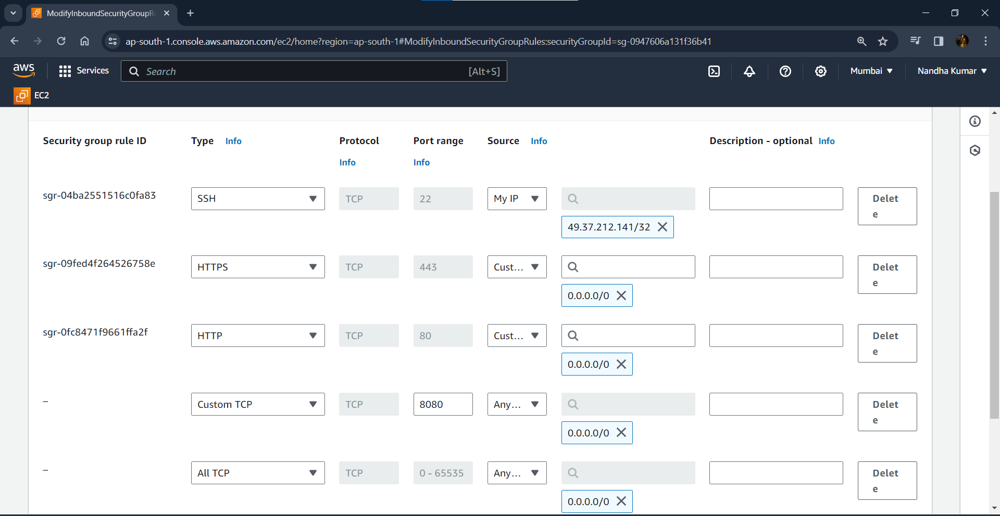 ModifyInboundSecurityGroupR
ap-south-1.console.aws.amazon.com/ec2/home?region=ap-south-1#ModifyInboundSecurityGroupRules:securityGroupId=sg-0947606a131f36b41
aws Services Search [Alt+S] Mumbai Nandha Kumar
EC2
Security group rule ID Type Info Protocol Port range Source Info Description - optional Info
Info Info
sgr-04ba2551516c0fa83 SSH TCP 22 My IP Delet
e
49.37.212.141/32
sgr-09fed4f264526758e HTTPS TCP 443 Cust... Delet
e
0.0.0.0/0
sgr-0fc8471f9661ffa2f HTTP TCP 80 Cust... Delet
e
0.0.0.0/0
– Custom TCP TCP 8080 Any... Delet
e
0.0.0.0/0
– All TCP TCP 0 - 65535 Any... Delet
e
0.0.0.0/0